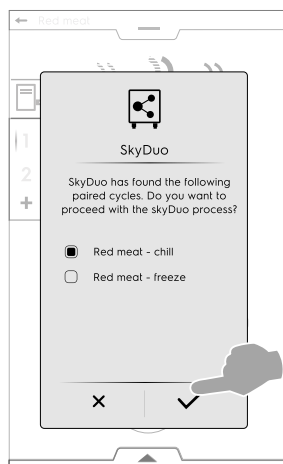 Red meat
SkyDuo
SkyDuo has found the following
paired cycles. Do you want to
proceed with the skyDuo process?
1
Red meat - chill
2
Red meat - freeze